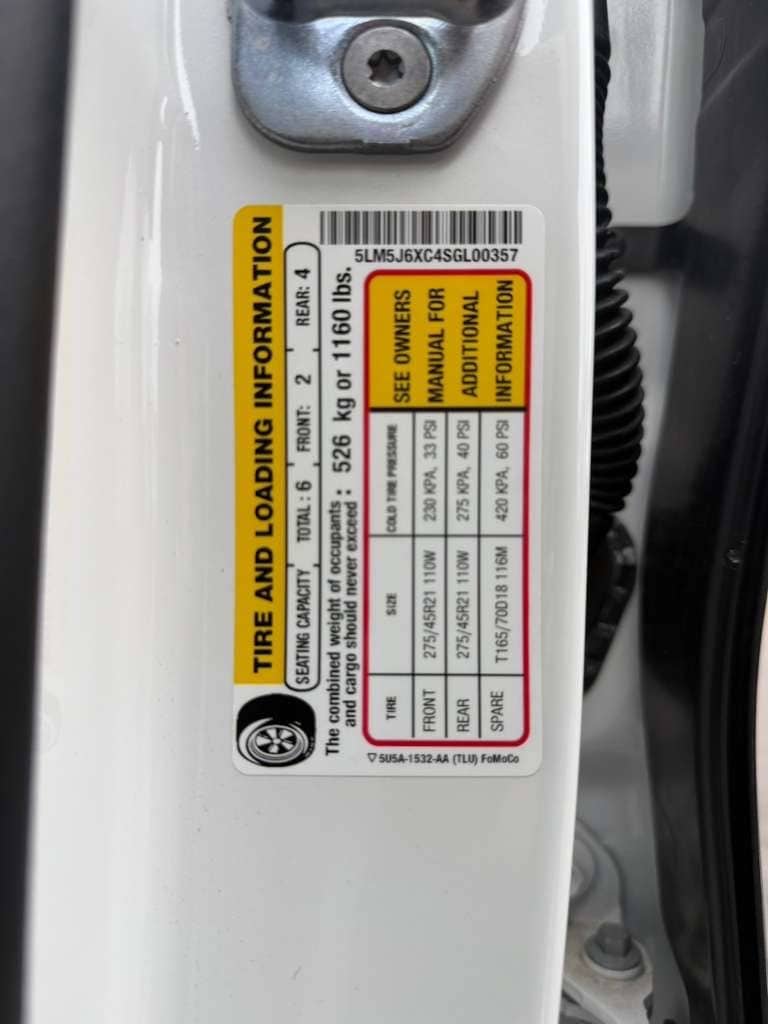 5LM5J6XC4SGL00357
TIRE AND LOADING INFORMATION
SEATING CAPACITY TOTAL : 6 FRONT: 2 REAR: 4
The combined weight of occupants
and cargo should never exceed : 526 kg or 1160 lbs.
TIRE SIZE COLD TIRE PRESSURE
FRONT 275/45R21 110W 230 KPA, 33 PSI
REAR 275/45R21 110W 275 KPA, 40 PSI
SPARE T165/70D18 116M 420 KPA, 60 PSI
SEE OWNERS
MANUAL FOR
ADDITIONAL
INFORMATION
5U5A-1532-AA (TLU) FoMoCo